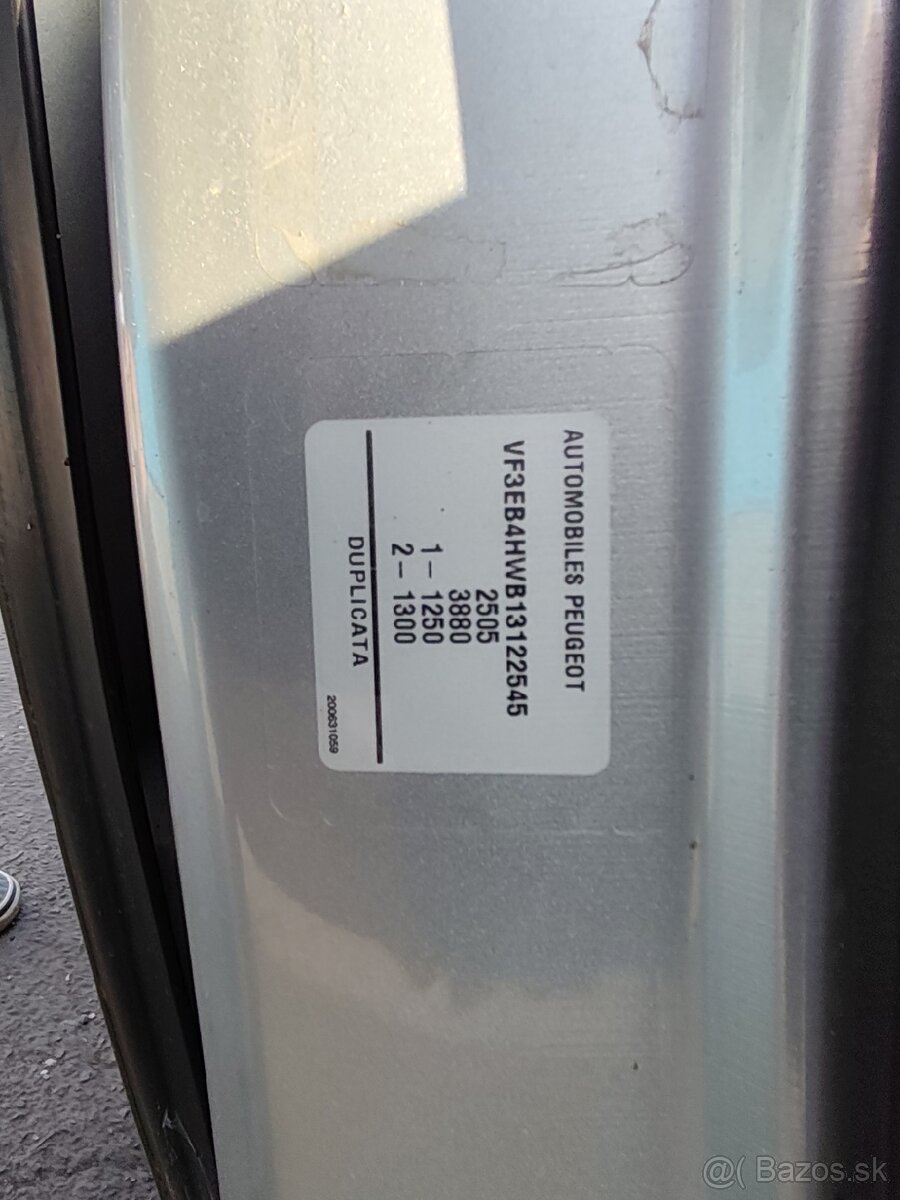 AUTOMOBILES PEUGEOT
VF3EB4HWB13122545
2505
3880
1– 1250
2– 1300
DUPLICATA
200631059
@( Bazos.sk